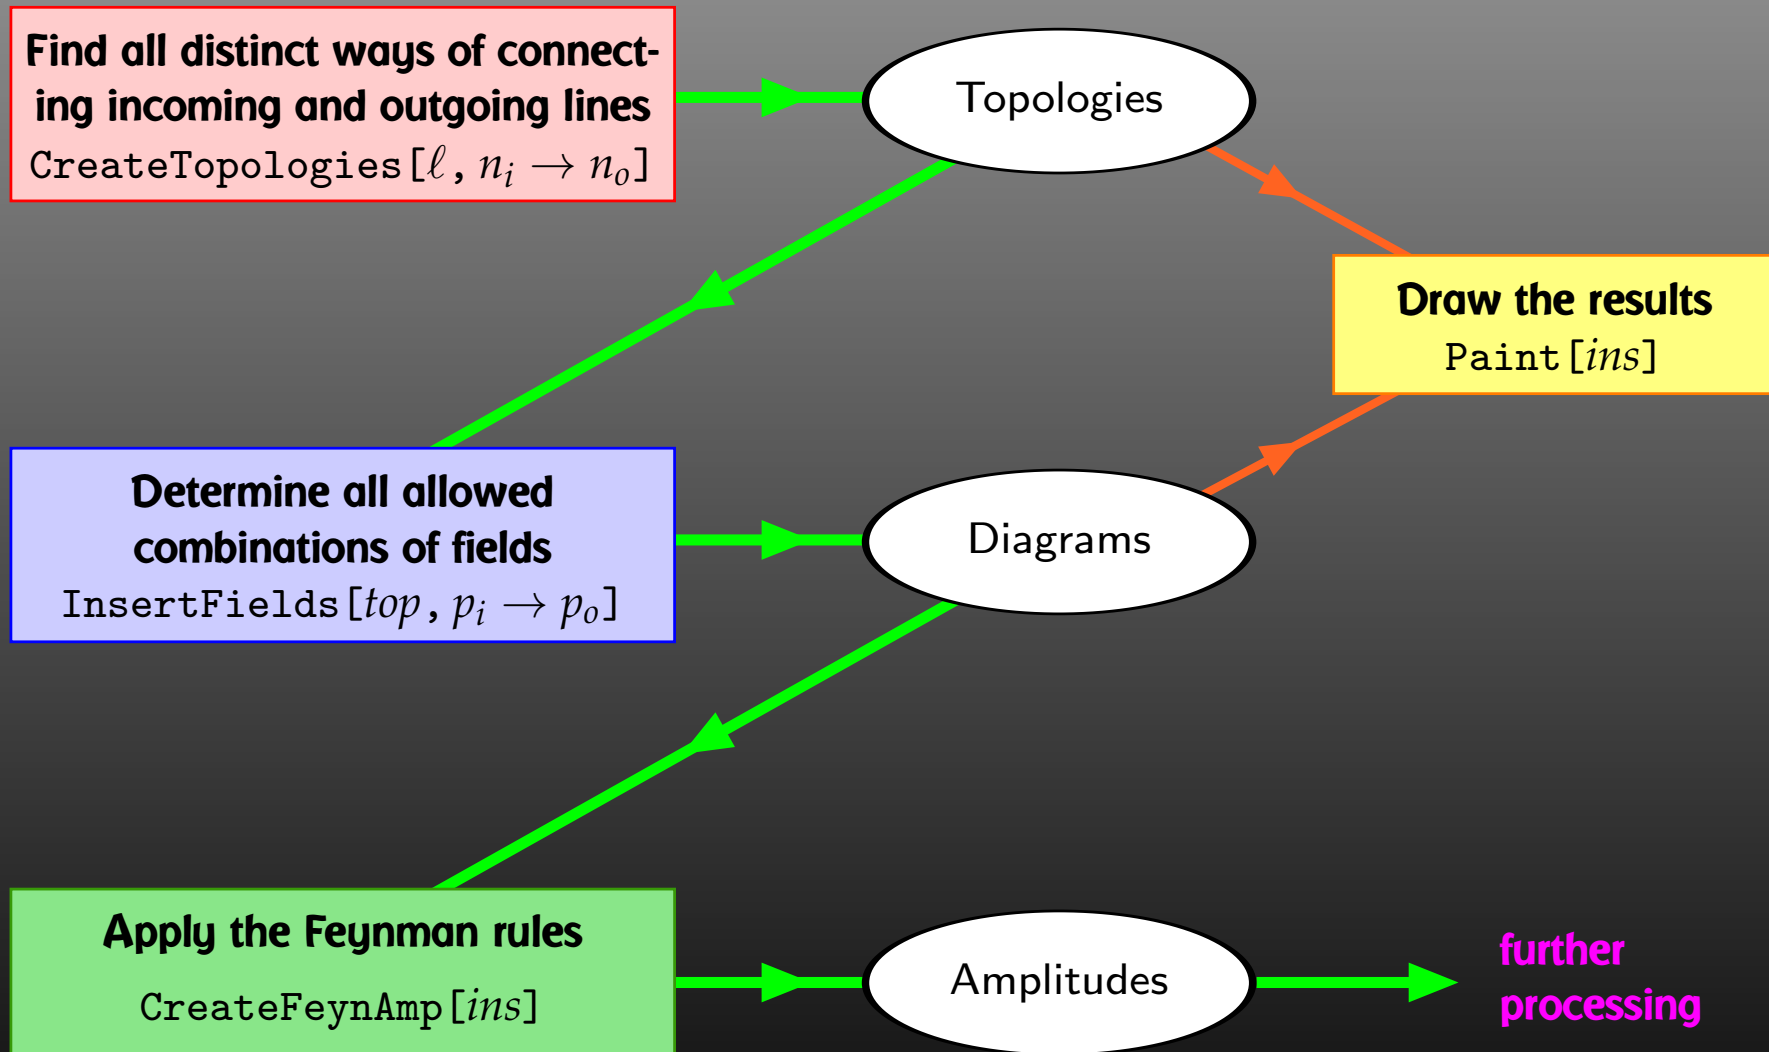 Find all distinct ways of connect-
ing incoming and outgoing lines
CreateTopologies[ℓ, nᵢ → nₒ]
Topologies
Draw the results
Paint[ins]
Determine all allowed
combinations of fields
InsertFields[top, pᵢ → pₒ]
Diagrams
Apply the Feynman rules
CreateFeynAmp[ins]
Amplitudes
further
processing